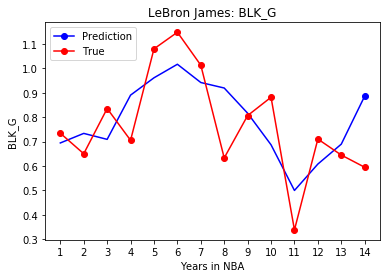 LeBron James: BLK_G
Prediction
True
1.1
1.0
0.9
0.8
0.7
0.6
0.5
0.4
0.3
BLK_G
1 2 3 4 5 6 7 8 9 10 11 12 13 14
Years in NBA